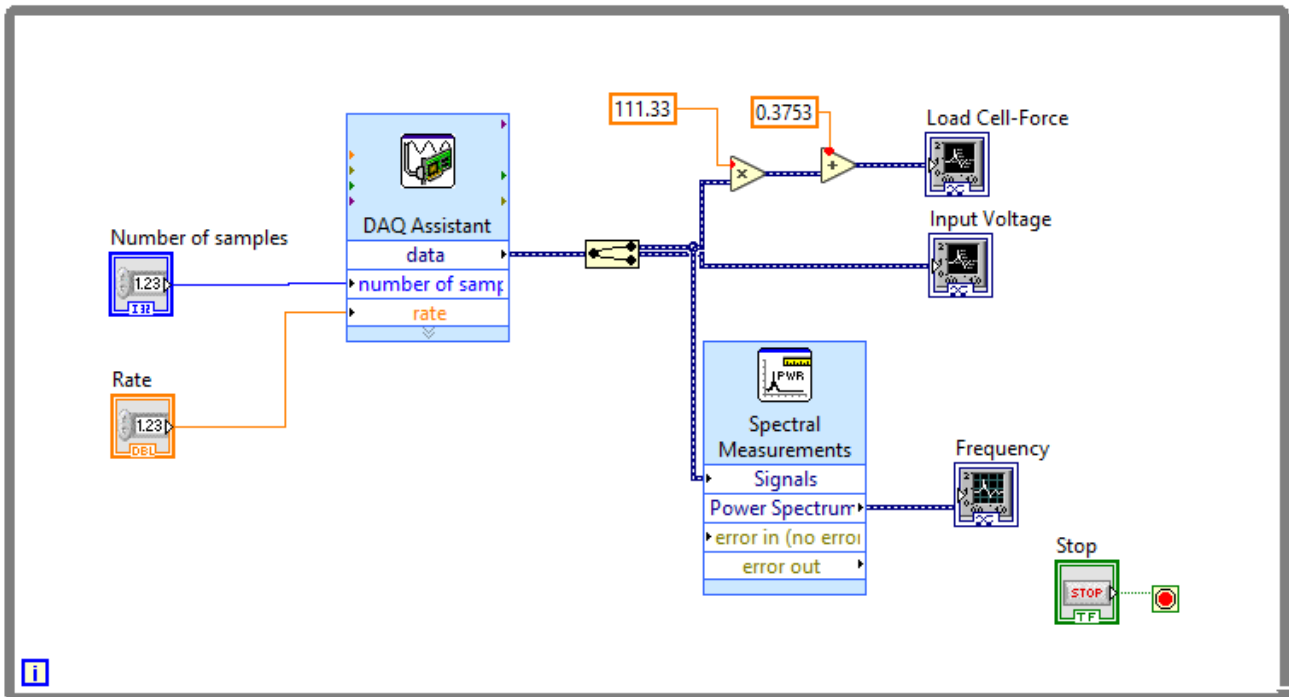 111.33
0.3753
Load Cell-Force
DAQ Assistant
Input Voltage
Number of samples
data
1.23
I32
number of samp
rate
Rate
1.23
DBL
PWR
Spectral
Measurements
Frequency
Signals
Power Spectrum
error in (no error
error out
Stop
STOP
TF
i